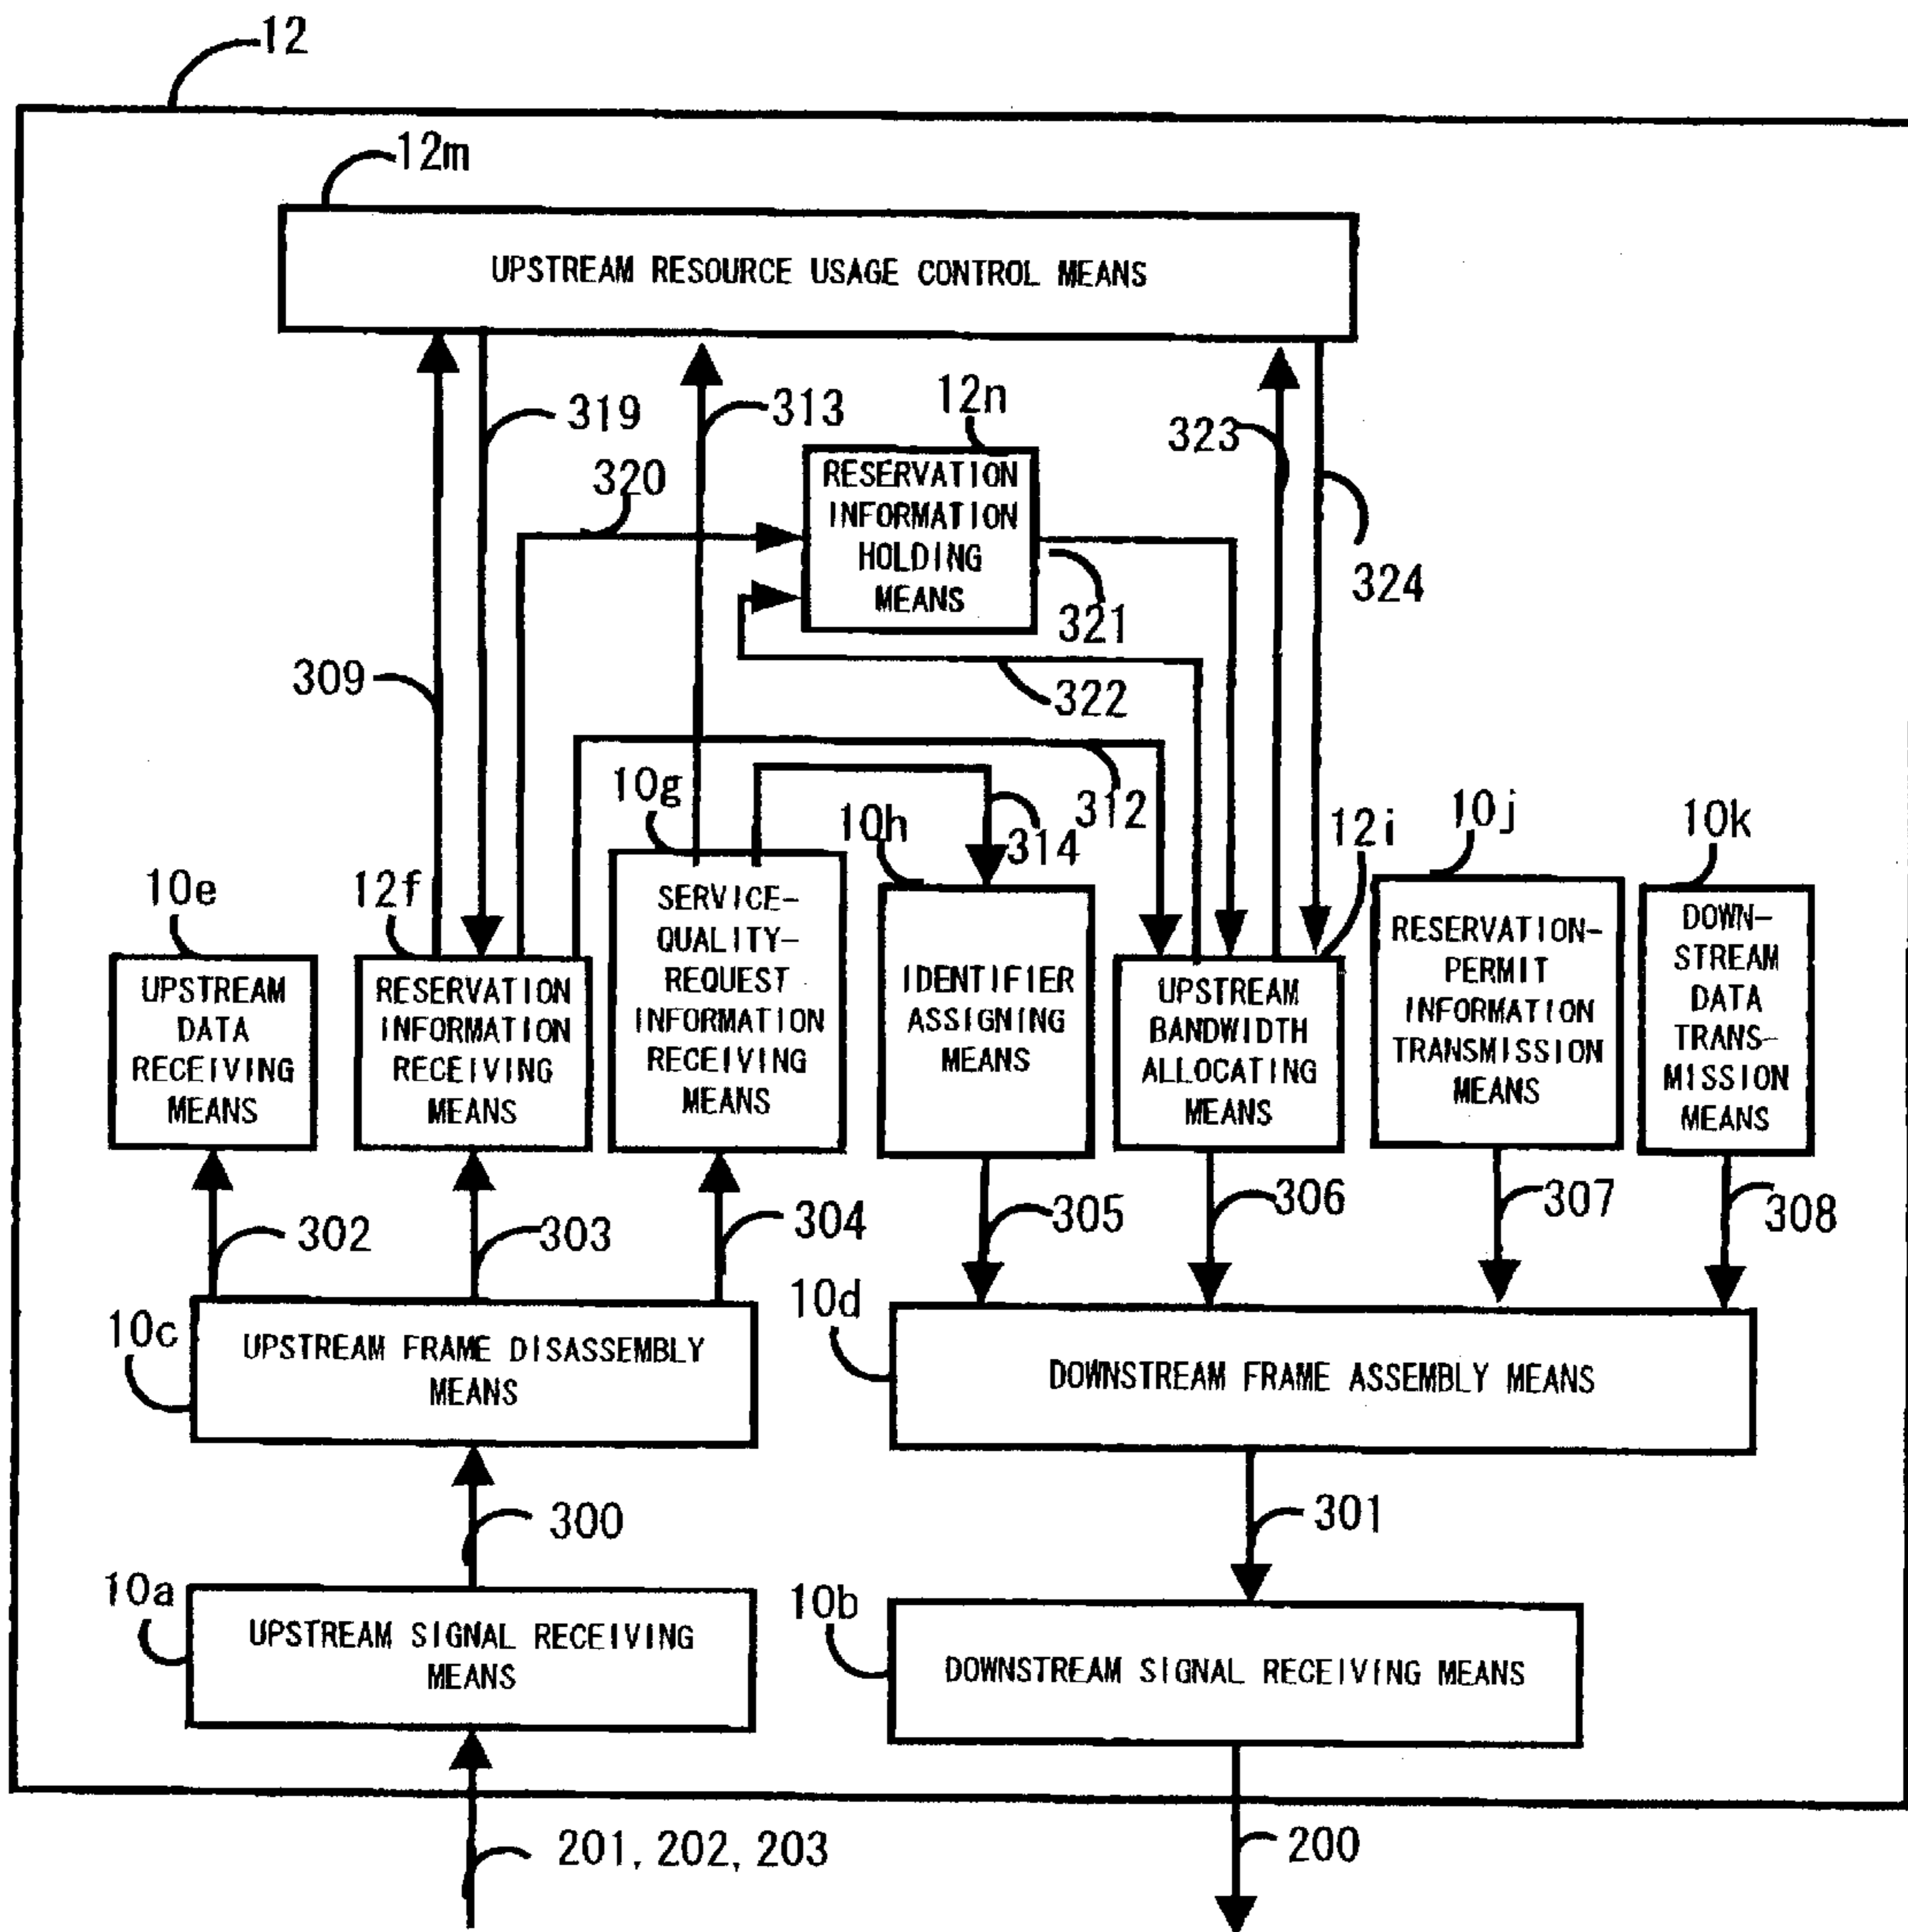 12
12m
UPSTREAM RESOURCE USAGE CONTROL MEANS
319
313
12n
323
320
RESERVATION
INFORMATION
HOLDING
MEANS
324
321
309
322
10g
312
10h
314
12i
10j
10k
10e
12f
UPSTREAM
DATA
RECEIVING
MEANS
RESERVATION
INFORMATION
RECEIVING
MEANS
SERVICE-
QUALITY-
REQUEST
INFORMATION
RECEIVING
MEANS
IDENTIFIER
ASSIGNING
MEANS
UPSTREAM
BANDWIDTH
ALLOCATING
MEANS
RESERVATION-
PERMIT
INFORMATION
TRANSMISSION
MEANS
DOWN-
STREAM
DATA
TRANS-
MISSION
MEANS
302
303
304
305
306
307
308
10c
UPSTREAM FRAME DISASSEMBLY
MEANS
10d
DOWNSTREAM FRAME ASSEMBLY MEANS
300
301
10a
UPSTREAM SIGNAL RECEIVING
MEANS
10b
DOWNSTREAM SIGNAL RECEIVING MEANS
201, 202, 203
200